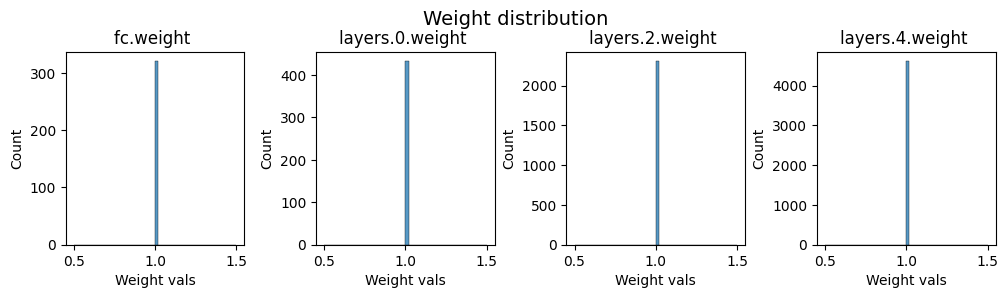 Weight distribution
fc.weight
layers.0.weight
layers.2.weight
layers.4.weight
300
200
100
0
Count
0.5 1.0 1.5
Weight vals
400
300
200
100
0
Count
0.5 1.0 1.5
Weight vals
2000
1500
1000
500
0
Count
0.5 1.0 1.5
Weight vals
4000
3000
2000
1000
0
Count
0.5 1.0 1.5
Weight vals